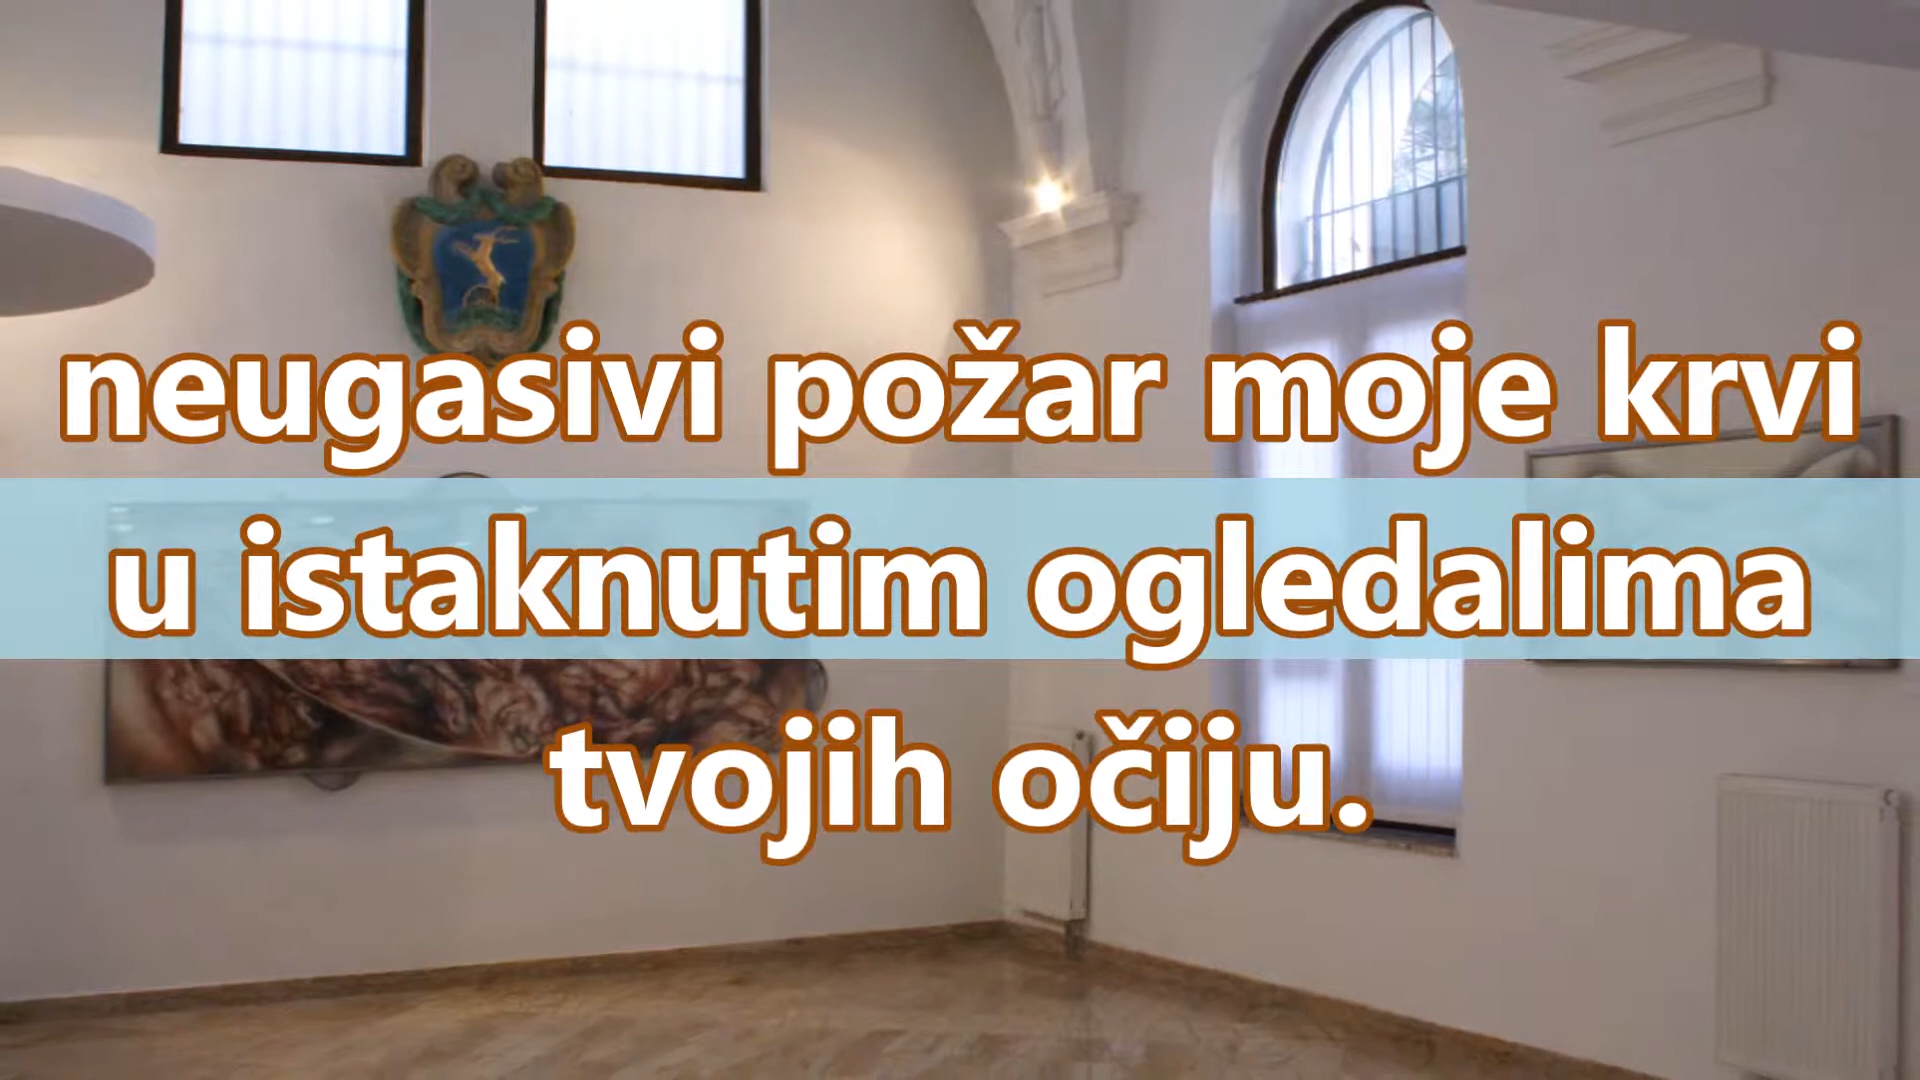 neugasivi požar moje krvi
u istaknutim ogledalima
tvojih očiju.